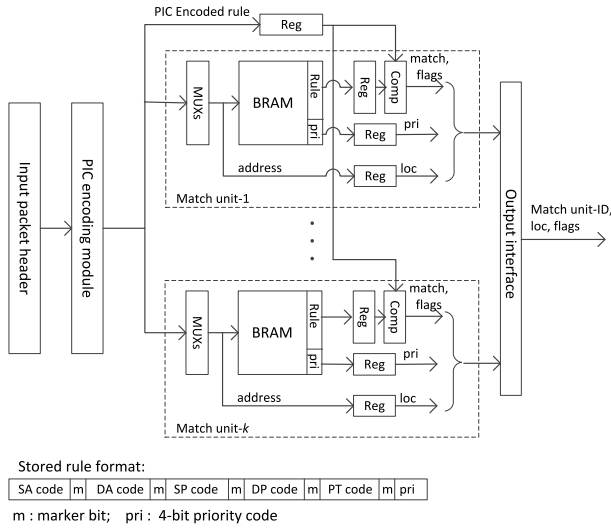 PIC Encoded rule
Reg
match,
flags
Input packet header
PIC encoding module
MUXs
BRAM
Rule
pri
Reg
Comp
Reg
pri
address
Reg
loc
Match unit-1
Output interface
Match unit-ID,
loc, flags
match,
flags
MUXs
BRAM
Rule
pri
Reg
Comp
Reg
pri
address
Reg
loc
Match unit-k
Stored rule format:
SA code m DA code m SP code m DP code m PT code m pri
m : marker bit; pri : 4-bit priority code